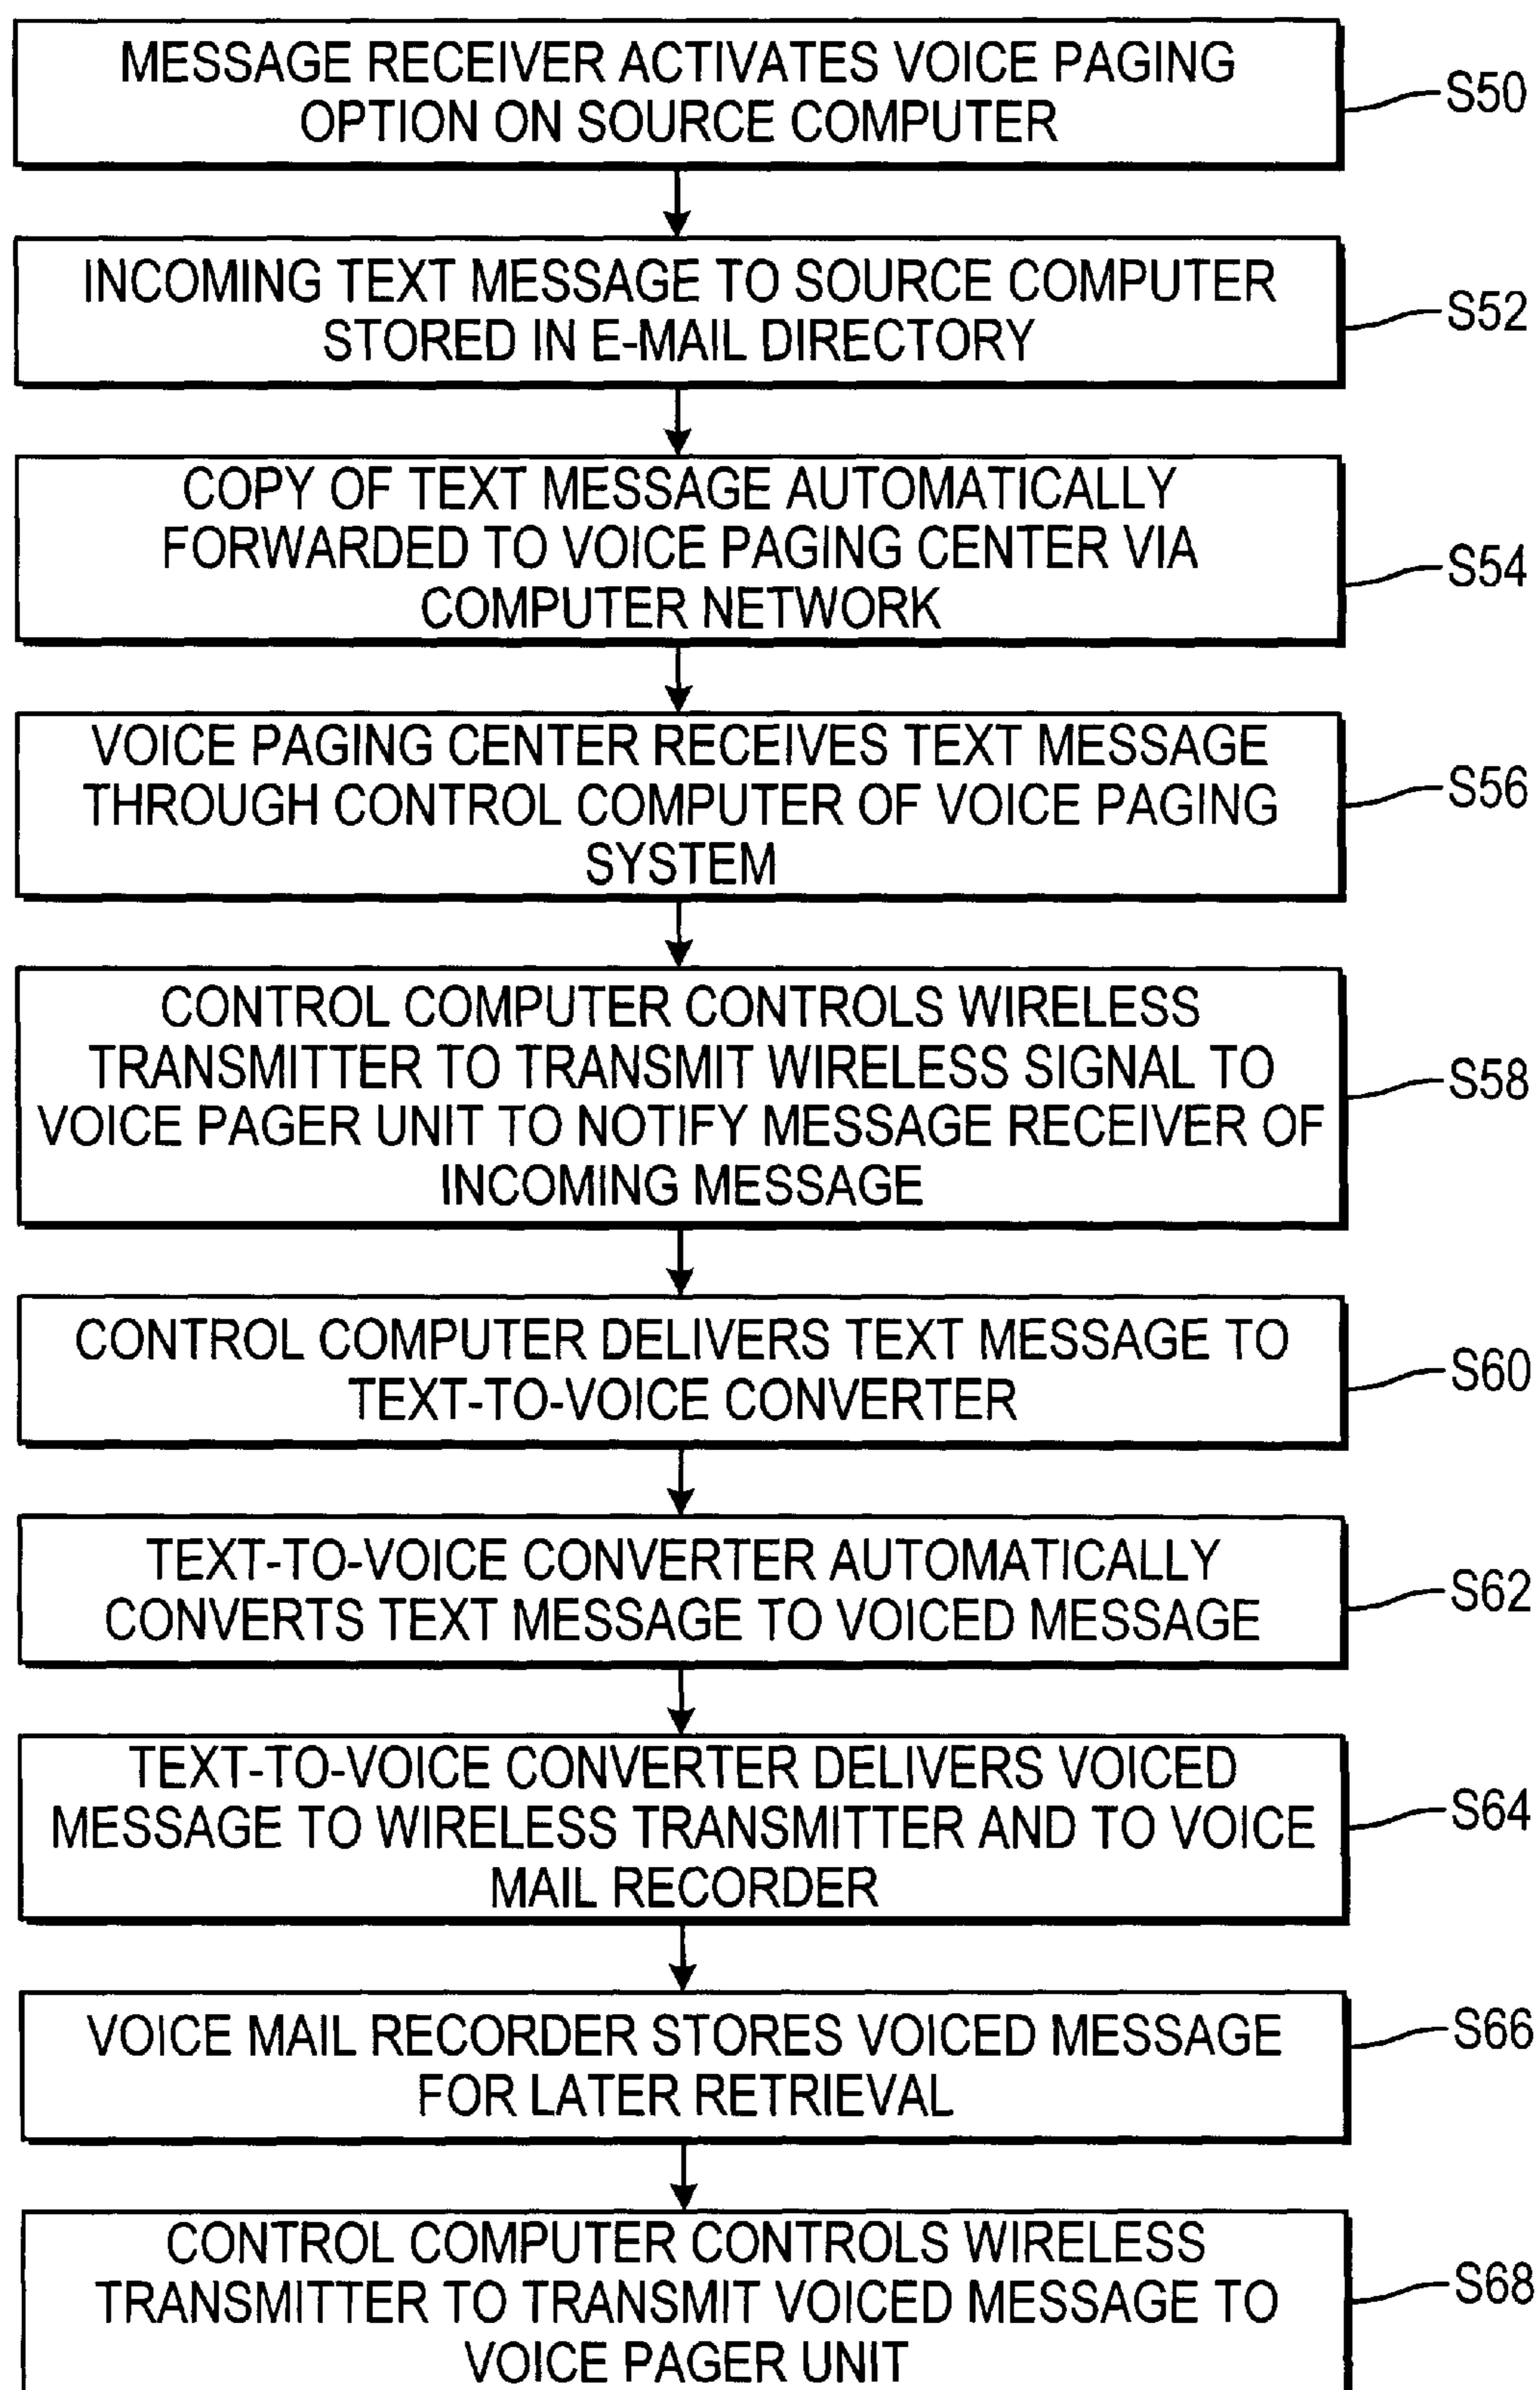 MESSAGE RECEIVER ACTIVATES VOICE PAGING
OPTION ON SOURCE COMPUTER
S50
INCOMING TEXT MESSAGE TO SOURCE COMPUTER
STORED IN E-MAIL DIRECTORY
S52
COPY OF TEXT MESSAGE AUTOMATICALLY
FORWARDED TO VOICE PAGING CENTER VIA
COMPUTER NETWORK
S54
VOICE PAGING CENTER RECEIVES TEXT MESSAGE
THROUGH CONTROL COMPUTER OF VOICE PAGING
SYSTEM
S56
CONTROL COMPUTER CONTROLS WIRELESS
TRANSMITTER TO TRANSMIT WIRELESS SIGNAL TO
VOICE PAGER UNIT TO NOTIFY MESSAGE RECEIVER OF
INCOMING MESSAGE
S58
CONTROL COMPUTER DELIVERS TEXT MESSAGE TO
TEXT-TO-VOICE CONVERTER
S60
TEXT-TO-VOICE CONVERTER AUTOMATICALLY
CONVERTS TEXT MESSAGE TO VOICED MESSAGE
S62
TEXT-TO-VOICE CONVERTER DELIVERS VOICED
MESSAGE TO WIRELESS TRANSMITTER AND TO VOICE
MAIL RECORDER
S64
VOICE MAIL RECORDER STORES VOICED MESSAGE
FOR LATER RETRIEVAL
S66
CONTROL COMPUTER CONTROLS WIRELESS
TRANSMITTER TO TRANSMIT VOICED MESSAGE TO
VOICE PAGER UNIT
S68